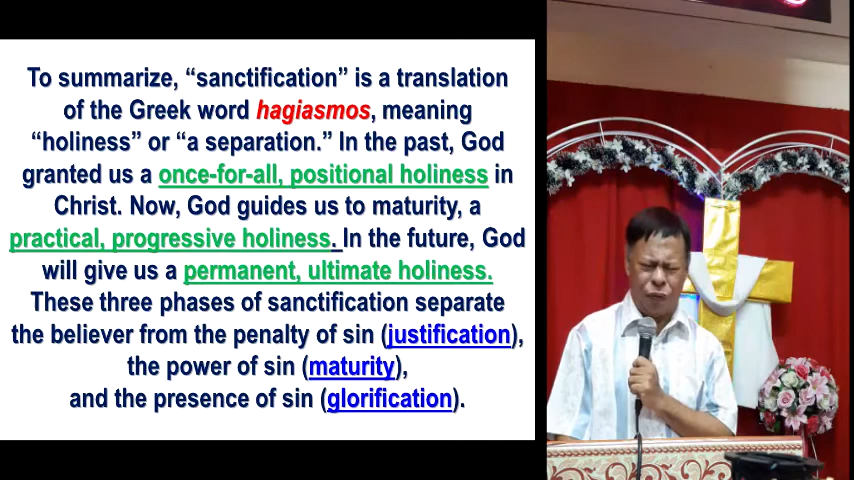 To summarize, “sanctification” is a translation
of the Greek word hagiasmos, meaning
“holiness” or “a separation.” In the past, God
granted us a once-for-all, positional holiness in
Christ. Now, God guides us to maturity, a
practical, progressive holiness. In the future, God
will give us a permanent, ultimate holiness.
These three phases of sanctification separate
the believer from the penalty of sin (justification),
the power of sin (maturity),
and the presence of sin (glorification).